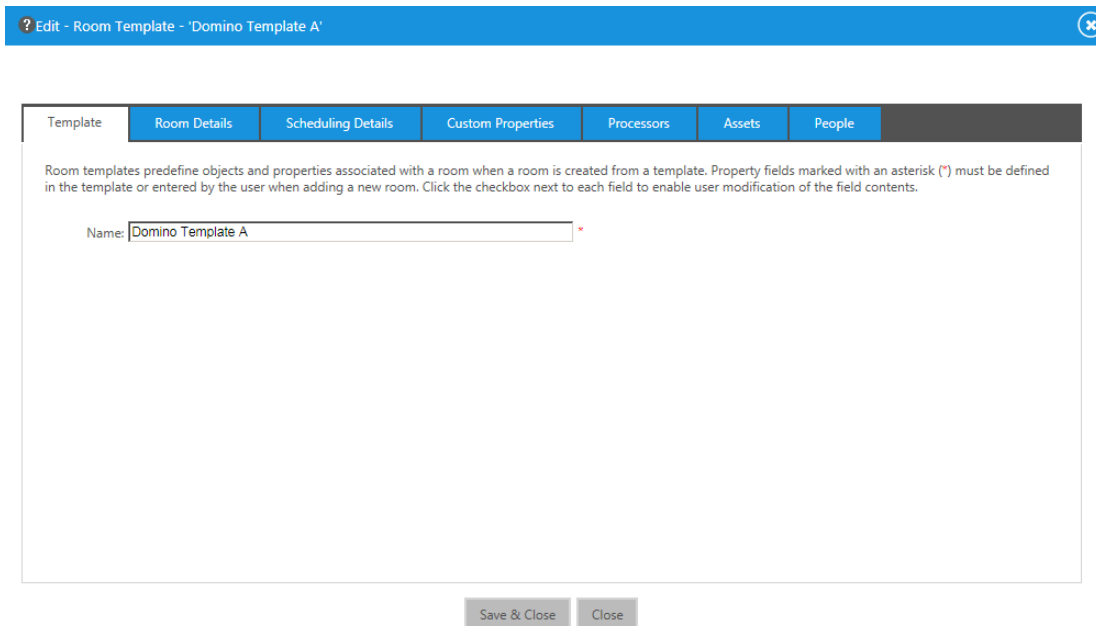 ? Edit - Room Template - 'Domino Template A'
Template Room Details Scheduling Details Custom Properties Processors Assets People
Room templates predefine objects and properties associated with a room when a room is created from a template. Property fields marked with an asterisk (*) must be defined
in the template or entered by the user when adding a new room. Click the checkbox next to each field to enable user modification of the field contents.
Name: Domino Template A *
Save & Close Close